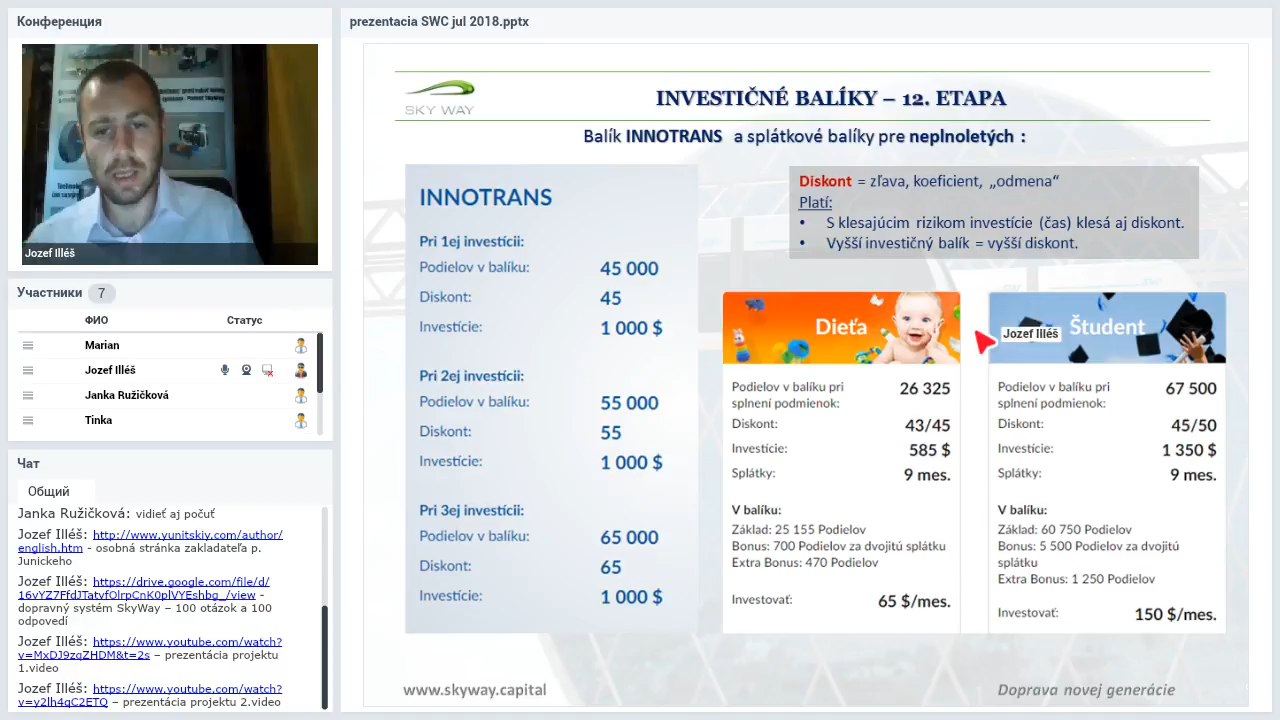 Конференция
Jozef Illéš
Участники 7
ФИО Статус
Marian
Jozef Illéš
Janka Ružičková
Tinka
Чат
Общий
Janka Ružičková: vidieť aj počuť
Jozef Illéš: http://www.yunitskiy.com/author/
english.htm - osobná stránka zakladateľa p.
Junickeho
Jozef Illéš: https://drive.google.com/file/d/
16vYZ7FfdJTatvfOlrpCnK0plVYEshbg_/view -
dopravný systém SkyWay – 100 otázok a 100
odpovedí
Jozef Illéš: https://www.youtube.com/watch?
v=MxDJ9zqZHDM&t=2s – prezentácia projektu
1.video
Jozef Illéš: https://www.youtube.com/watch?
v=y2lh4qC2ETQ – prezentácia projektu 2.video
prezentacia SWC jul 2018.pptx
SKY WAY
INVESTIČNÉ BALÍKY – 12. ETAPA
Balík INNOTRANS a splátkové balíky pre neplnoletých :
INNOTRANS
Pri 1ej investícii:
Podielov v balíku: 45 000
Diskont: 45
Investície: 1 000 $
Pri 2ej investícii:
Podielov v balíku: 55 000
Diskont: 55
Investície: 1 000 $
Pri 3ej investícii:
Podielov v balíku: 65 000
Diskont: 65
Investície: 1 000 $
Diskont = zľava, koeficient, „odmena“
Platí:
• S klesajúcim rizikom investície (čas) klesá aj diskont.
• Vyšší investičný balík = vyšší diskont.
Dieťa
Podielov v balíku pri
splnení podmienok: 26 325
Diskont: 43/45
Investície: 585 $
Splátky: 9 mes.
V balíku:
Základ: 25 155 Podielov
Bonus: 700 Podielov za dvojitú splátku
Extra Bonus: 470 Podielov
Investovať: 65 $/mes.
Jozef Illéš
Študent
Podielov v balíku pri
splnení podmienok: 67 500
Diskont: 45/50
Investície: 1 350 $
Splátky: 9 mes.
V balíku:
Základ: 60 750 Podielov
Bonus: 5 500 Podielov za dvojitú
splátku
Extra Bonus: 1 250 Podielov
Investovať: 150 $/mes.
www.skyway.capital
Doprava novej generácie